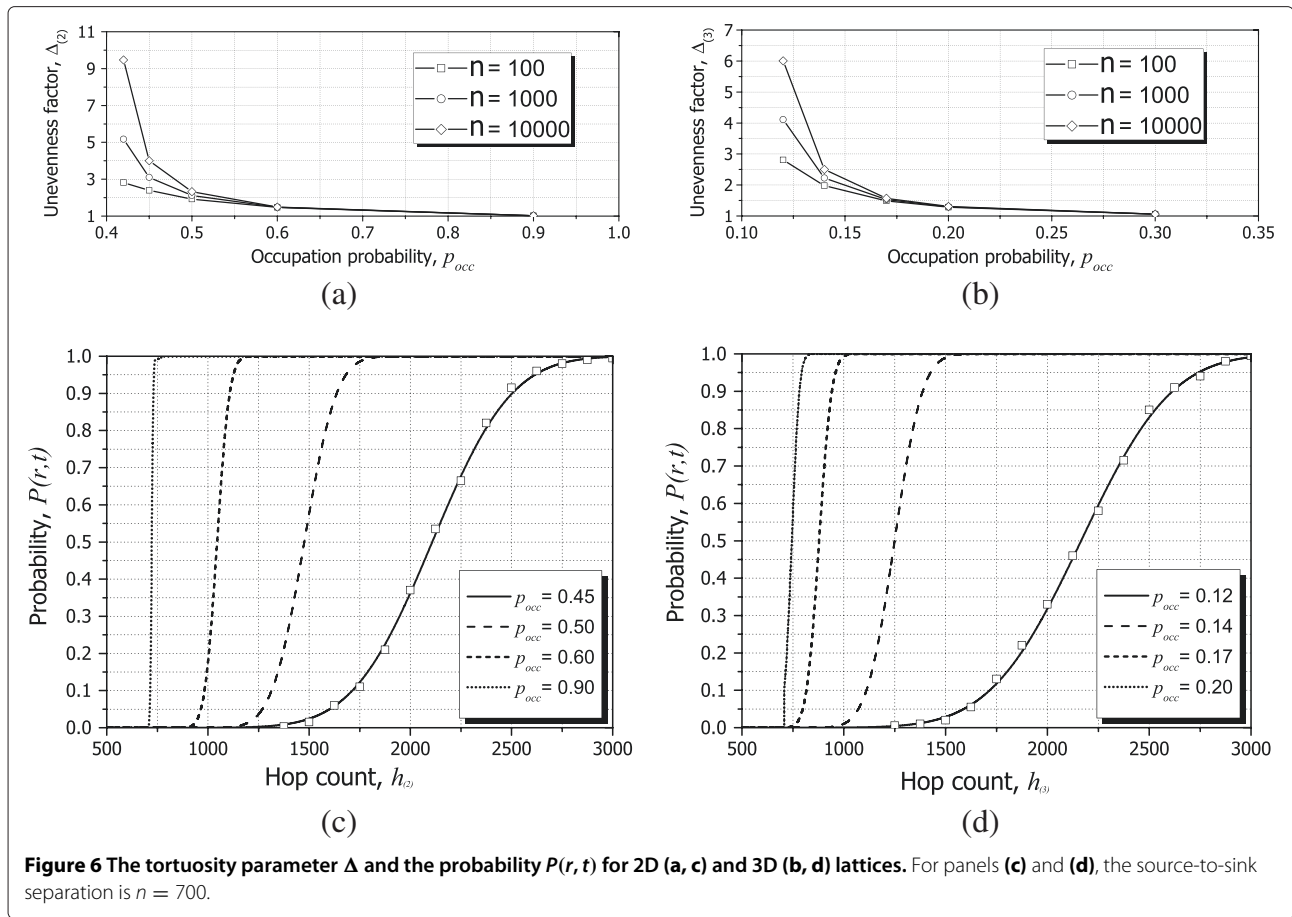 Unevenness factor, Δ(2)
11
9
7
5
3
1
n = 100
n = 1000
n = 10000
0.4 0.5 0.6 0.7 0.8 0.9 1.0
Occupation probability, pocc
(a)
Unevenness factor, Δ(3)
7
6
5
4
3
2
1
n = 100
n = 1000
n = 10000
0.10 0.15 0.20 0.25 0.30 0.35
Occupation probability, pocc
(b)
Probability, P(r,t)
1.0
0.9
0.8
0.7
0.6
0.5
0.4
0.3
0.2
0.1
0.0
pocc = 0.45
pocc = 0.50
pocc = 0.60
pocc = 0.90
500 1000 1500 2000 2500 3000
Hop count, h(2)
(c)
Probability, P(r,t)
1.0
0.9
0.8
0.7
0.6
0.5
0.4
0.3
0.2
0.1
0.0
pocc = 0.12
pocc = 0.14
pocc = 0.17
pocc = 0.20
500 1000 1500 2000 2500 3000
Hop count, h(3)
(d)
Figure 6 The tortuosity parameter Δ and the probability P(r, t) for 2D (a, c) and 3D (b, d) lattices. For panels (c) and (d), the source-to-sink
separation is n = 700.